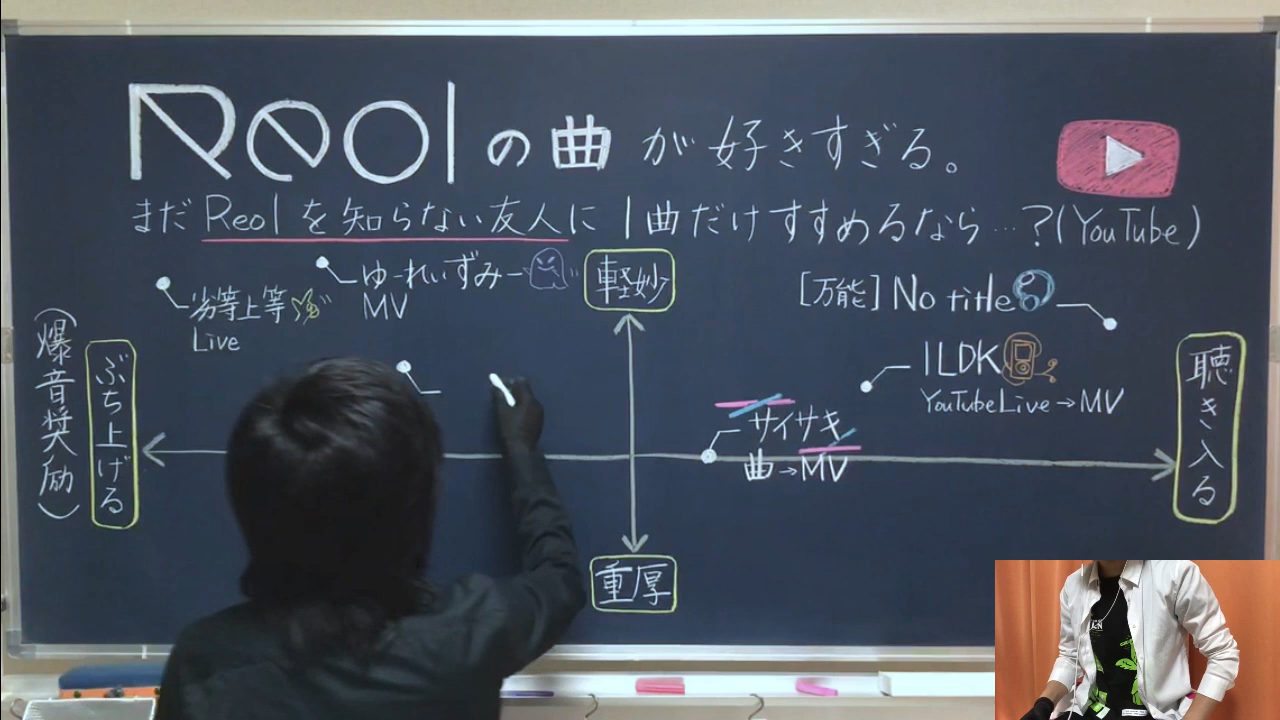 Reolの曲が好きすぎる。
まだReolを知らない友人に1曲だけすすめるなら…?(YouTube)
劣等上等
Live
ゆーれいずみー
MV
軽妙
[万能]No title
1LDK
YouTubeLive→MV
サイサキ
曲→MV
(爆音奨励)
ぶち上げる
聴き入る
重厚